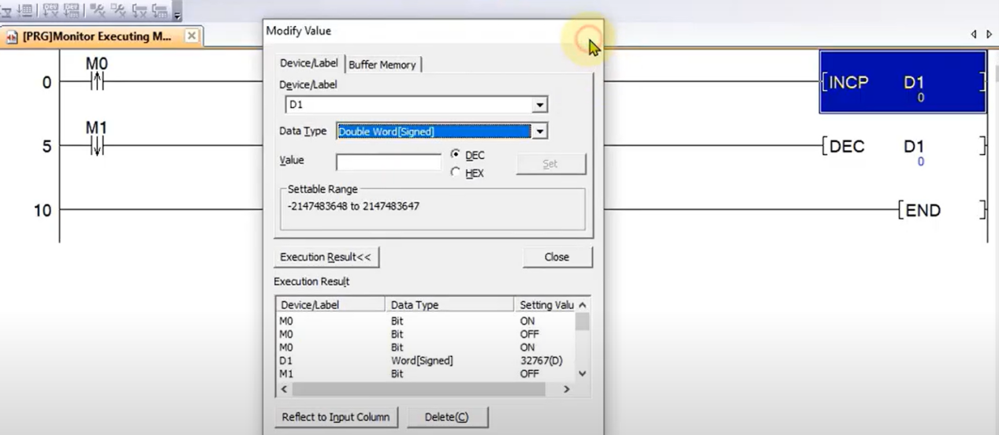 [PRG]Monitor Executing M...
Modify Value
Device/Label
Buffer Memory
Device/Label
D1
Data Type
Double Word[Signed]
Value
DEC
HEX
Set
Settable Range
-2147483648 to 2147483647
Execution Result<<
Close
Execution Result
Device/Label Data Type Setting Valu
M0 Bit ON
M0 Bit OFF
M0 Bit ON
D1 Word[Signed] 32767(D)
M1 Bit OFF
Reflect to Input Column
Delete(C)
M0
0
INCP D1
0
M1
5
DEC D1
0
10
END